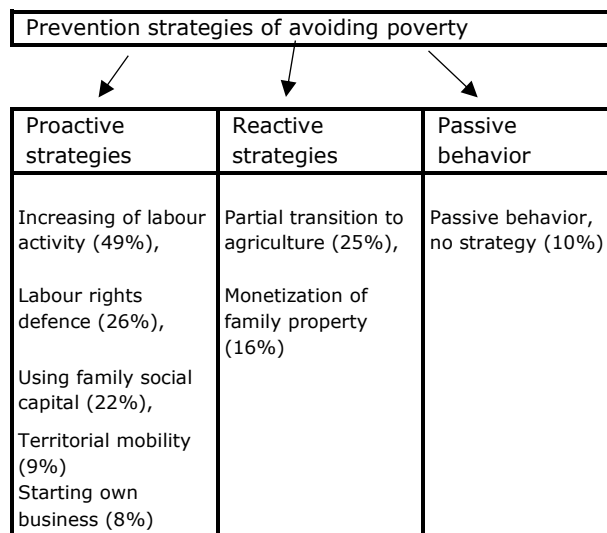 Prevention strategies of avoiding poverty
Proactive
strategies
Reactive
strategies
Passive
behavior
Increasing of labour
activity (49%),
Labour rights
defence (26%),
Using family social
capital (22%),
Territorial mobility
(9%)
Starting own
business (8%)
Partial transition to
agriculture (25%),
Monetization of
family property
(16%)
Passive behavior,
no strategy (10%)